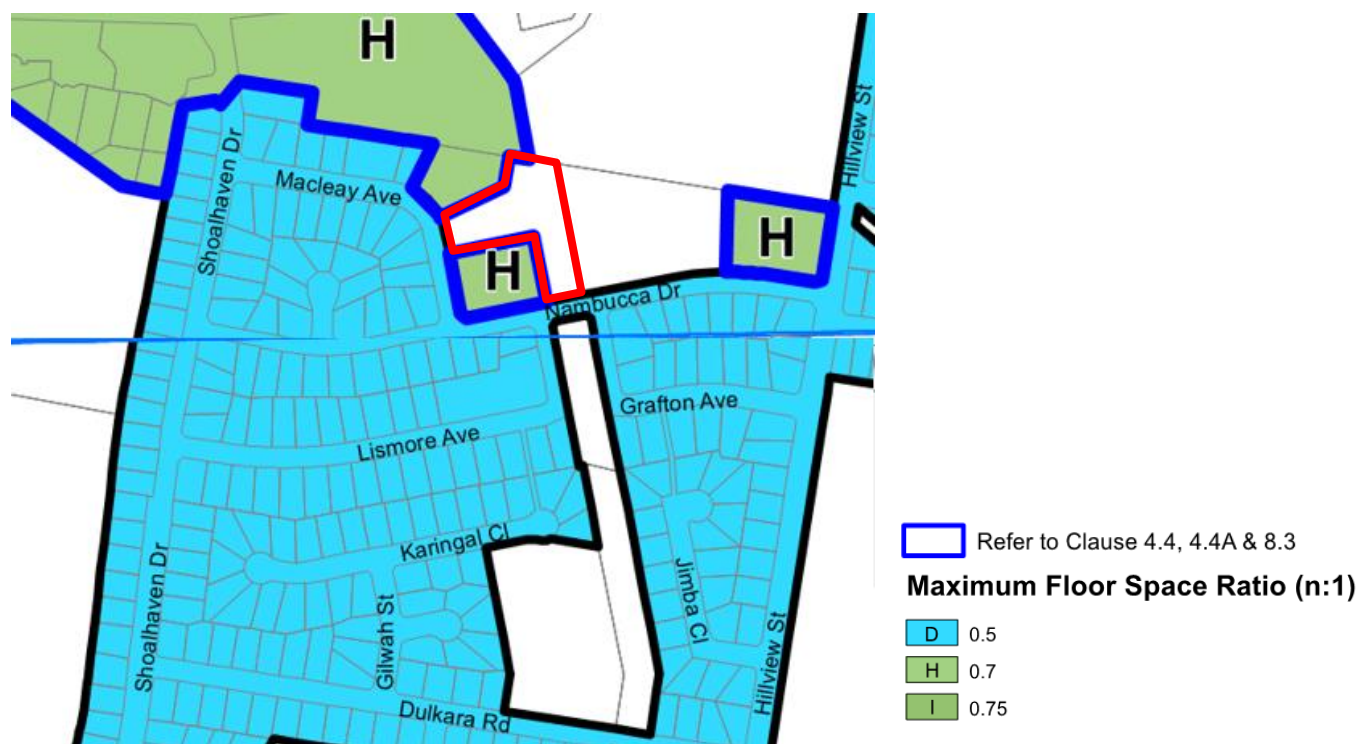 H
Hillview St
Shoalhaven Dr
Macleay Ave
H
H
Nambucca Dr
Grafton Ave
Lismore Ave
Karingal Cl
Jimba Cl
Gilwah St
Shoalhaven Dr
Hillview St
Dulkara Rd
Refer to Clause 4.4, 4.4A & 8.3
Maximum Floor Space Ratio (n:1)
D 0.5
H 0.7
I 0.75